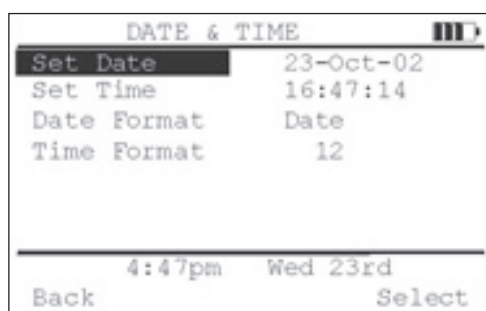 DATE & TIME
Set Date 23-Oct-02
Set Time 16:47:14
Date Format Date
Time Format 12
4:47pm Wed 23rd
Back Select